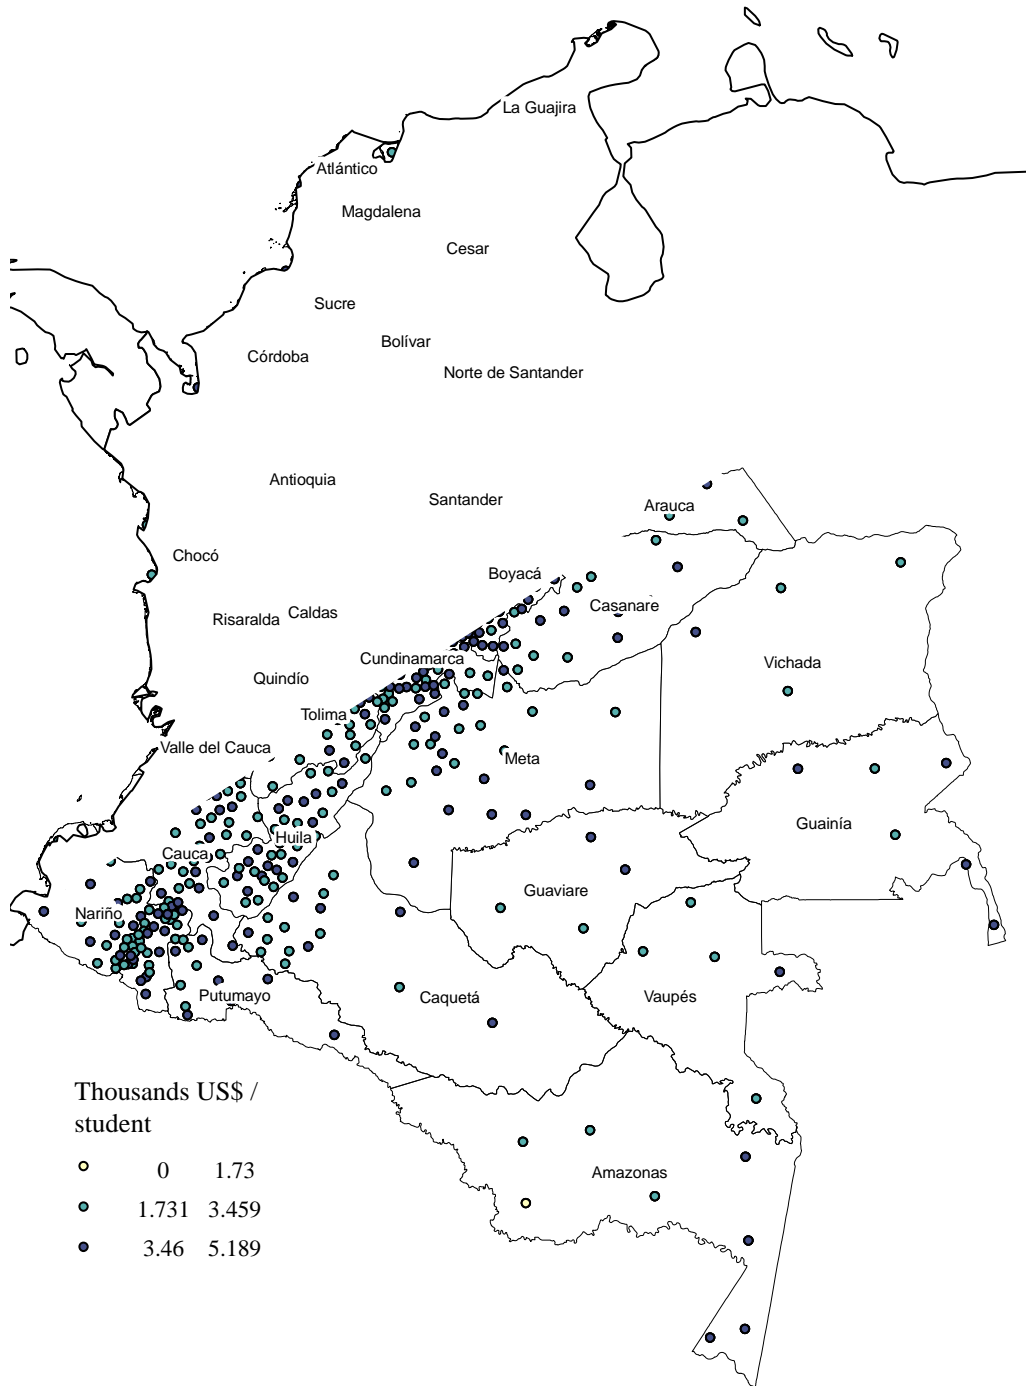 La Guajira
Atlántico
Magdalena
Cesar
Sucre
Bolívar
Córdoba
Norte de Santander
Antioquia
Santander
Arauca
Chocó
Boyacá
Casanare
Risaralda
Caldas
Cundinamarca
Vichada
Quindío
Tolima
Valle del Cauca
Meta
Guainía
Huila
Cauca
Guaviare
Nariño
Putumayo
Caquetá
Vaupés
Thousands US$ /
student
0 1.73
1.731 3.459
3.46 5.189
Amazonas